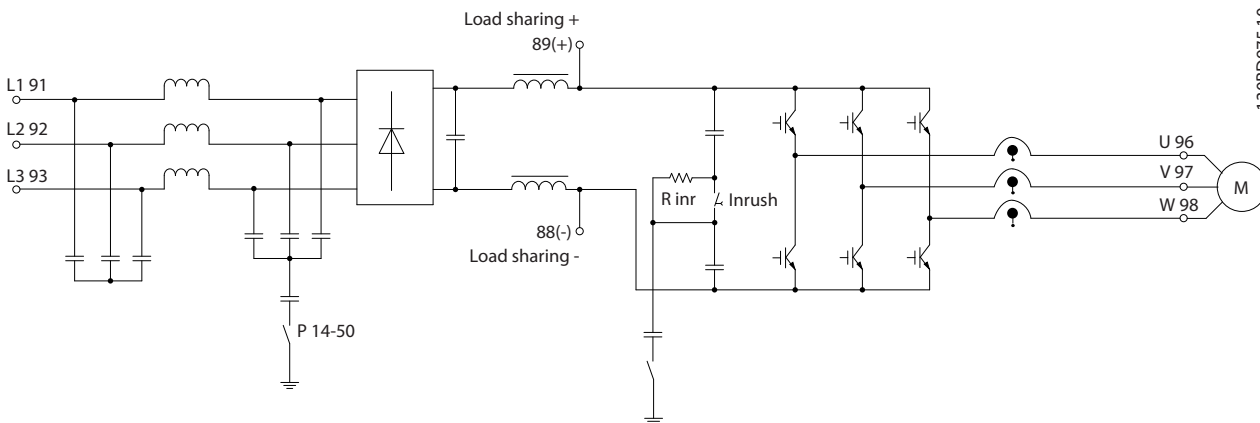 Load sharing +
89(+)
L1 91
L2 92
L3 93
R inr
Inrush
U 96
V 97
W 98
M
88(-)
Load sharing -
P 14-50